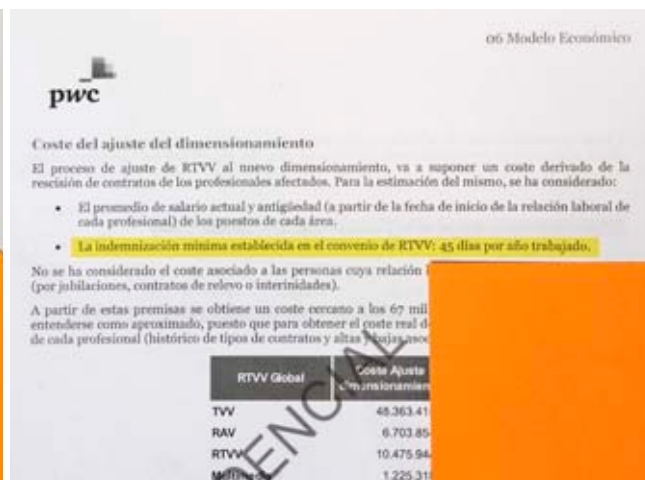 06 Modelo Económico
pwc
Coste del ajuste del dimensionamiento
El proceso de ajuste de RTVV al nuevo dimensionamiento, va a suponer un coste derivado de la
rescisión de contratos de los profesionales afectados. Para la estimación del mismo, se ha considerado:
• El promedio de salario actual y antigüedad (a partir de la fecha de inicio de la relación laboral de
cada profesional) de los puestos de cada área.
• La indemnización mínima establecida en el convenio de RTVV: 45 días por año trabajado.
No se ha considerado el coste asociado a las personas cuya relación
(por jubilaciones, contratos de relevo o interinidades).
A partir de estas premisas se obtiene un coste cercano a los 67 mil
entenderse como aproximado, puesto que para obtener el coste real d
de cada profesional (histórico de tipos de contratos y altas y bajas asoc
RTVV Global Coste Ajuste
dimensionamien
TVV 48.363.41
RAV 6.703.85
RTVV 10.475.94
Multimedia 1.225.31
DENCIAL